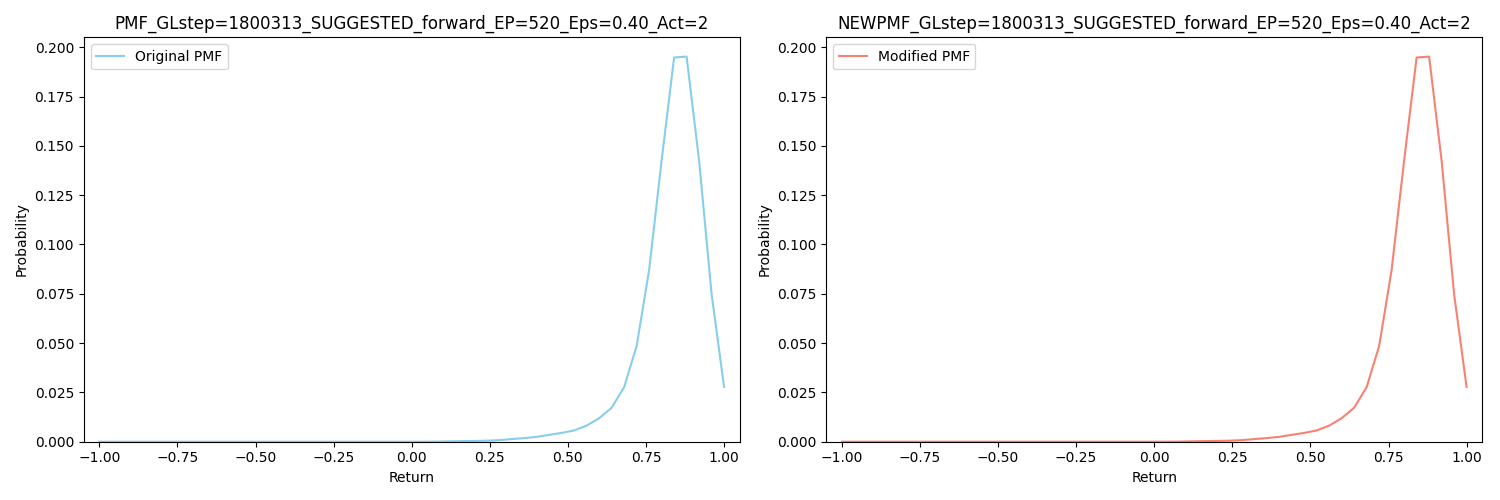 PMF_GLstep=1800313_SUGGESTED_forward_EP=520_Eps=0.40_Act=2
Original PMF
Probability
0.200
0.175
0.150
0.125
0.100
0.075
0.050
0.025
0.000
−1.00 −0.75 −0.50 −0.25 0.00 0.25 0.50 0.75 1.00
Return
NEWPMF_GLstep=1800313_SUGGESTED_forward_EP=520_Eps=0.40_Act=2
Modified PMF
Probability
0.200
0.175
0.150
0.125
0.100
0.075
0.050
0.025
0.000
−1.00 −0.75 −0.50 −0.25 0.00 0.25 0.50 0.75 1.00
Return